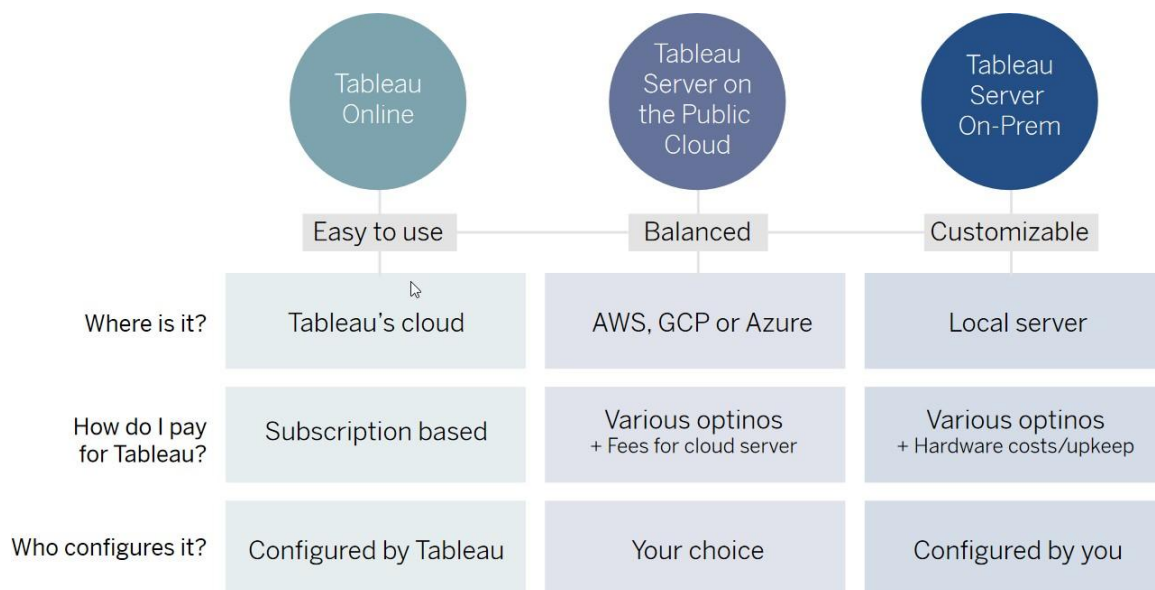 Tableau
Online
Tableau
Server on
the Public
Cloud
Tableau
Server
On-Prem
Easy to use
Balanced
Customizable
Where is it?
Tableau’s cloud
AWS, GCP or Azure
Local server
How do I pay
for Tableau?
Subscription based
Various optinos
+ Fees for cloud server
Various optinos
+ Hardware costs/upkeep
Who configures it?
Configured by Tableau
Your choice
Configured by you